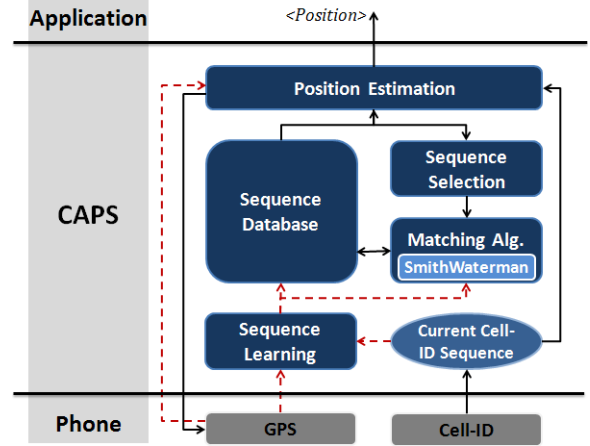 Application
<Position>
CAPS
Position Estimation
Sequence
Database
Sequence
Selection
Matching Alg.
SmithWaterman
Sequence
Learning
Current Cell-
ID Sequence
Phone
GPS
Cell-ID